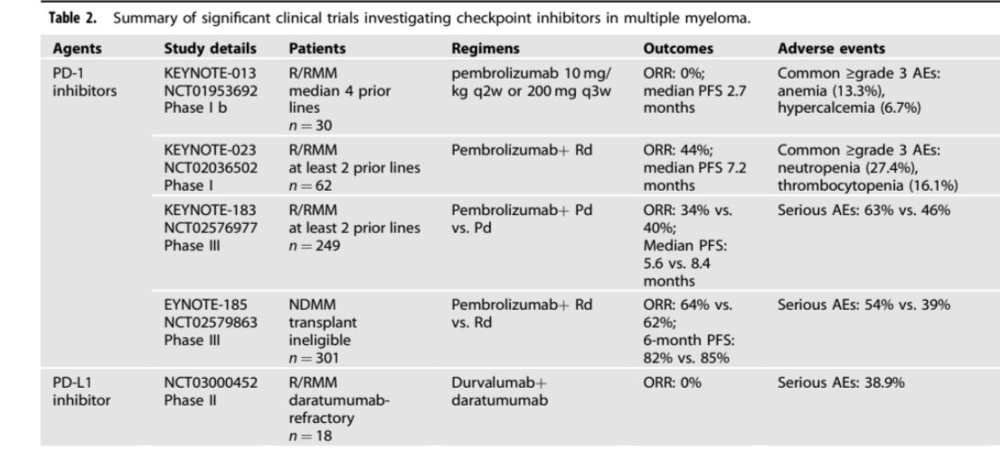 Table 2. Summary of significant clinical trials investigating checkpoint inhibitors in multiple myeloma.
Agents Study details Patients Regimens Outcomes Adverse events
PD-1 KEYNOTE-013 R/RMM pembrolizumab 10 mg/ ORR: 0%; Common ≥grade 3 AEs:
inhibitors NCT01953692 median 4 prior kg q2w or 200 mg q3w median PFS 2.7 anemia (13.3%),
Phase I b lines months hypercalcemia (6.7%)
n = 30
KEYNOTE-023 R/RMM Pembrolizumab+ Rd ORR: 44%; Common ≥grade 3 AEs:
NCT02036502 at least 2 prior lines median PFS 7.2 neutropenia (27.4%),
Phase I n = 62 months thrombocytopenia (16.1%)
KEYNOTE-183 R/RMM Pembrolizumab+ Pd ORR: 34% vs. Serious AEs: 63% vs. 46%
NCT02576977 at least 2 prior lines vs. Pd 40%;
Phase III n = 249 Median PFS:
5.6 vs. 8.4
months
EYNOTE-185 NDMM Pembrolizumab+ Rd ORR: 64% vs. Serious AEs: 54% vs. 39%
NCT02579863 transplant vs. Rd 62%;
Phase III ineligible 6-month PFS:
n = 301 82% vs. 85%
PD-L1 NCT03000452 R/RMM Durvalumab+ ORR: 0% Serious AEs: 38.9%
inhibitor Phase II daratumumab- daratumumab
refractory
n = 18